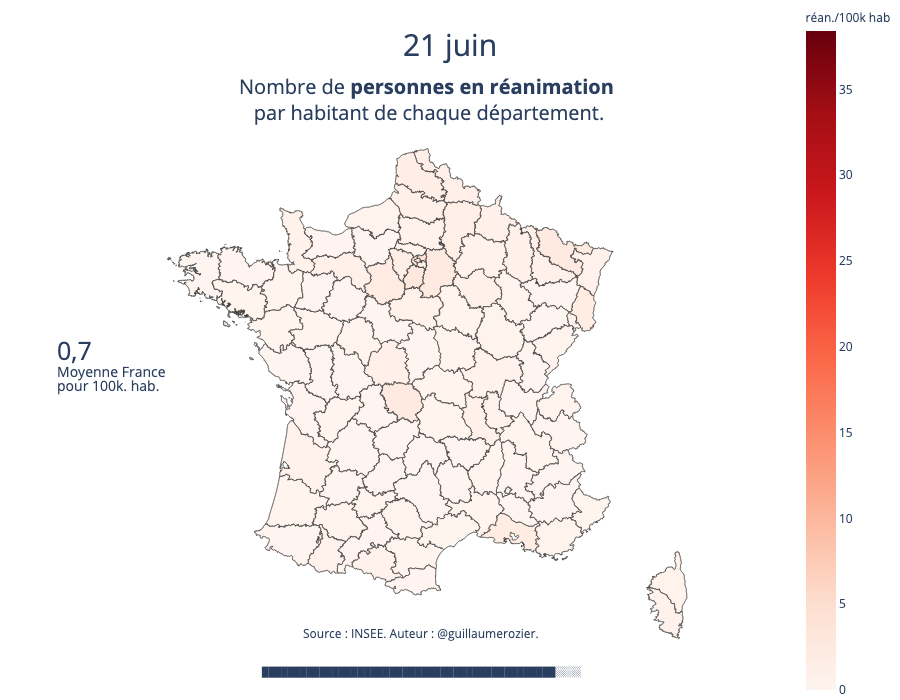 réan./100k hab
21 juin
Nombre de personnes en réanimation
par habitant de chaque département.
35
30
25
20
15
10
5
0
0,7
Moyenne France
pour 100k. hab.
Source : INSEE. Auteur : @guillaumerozier.